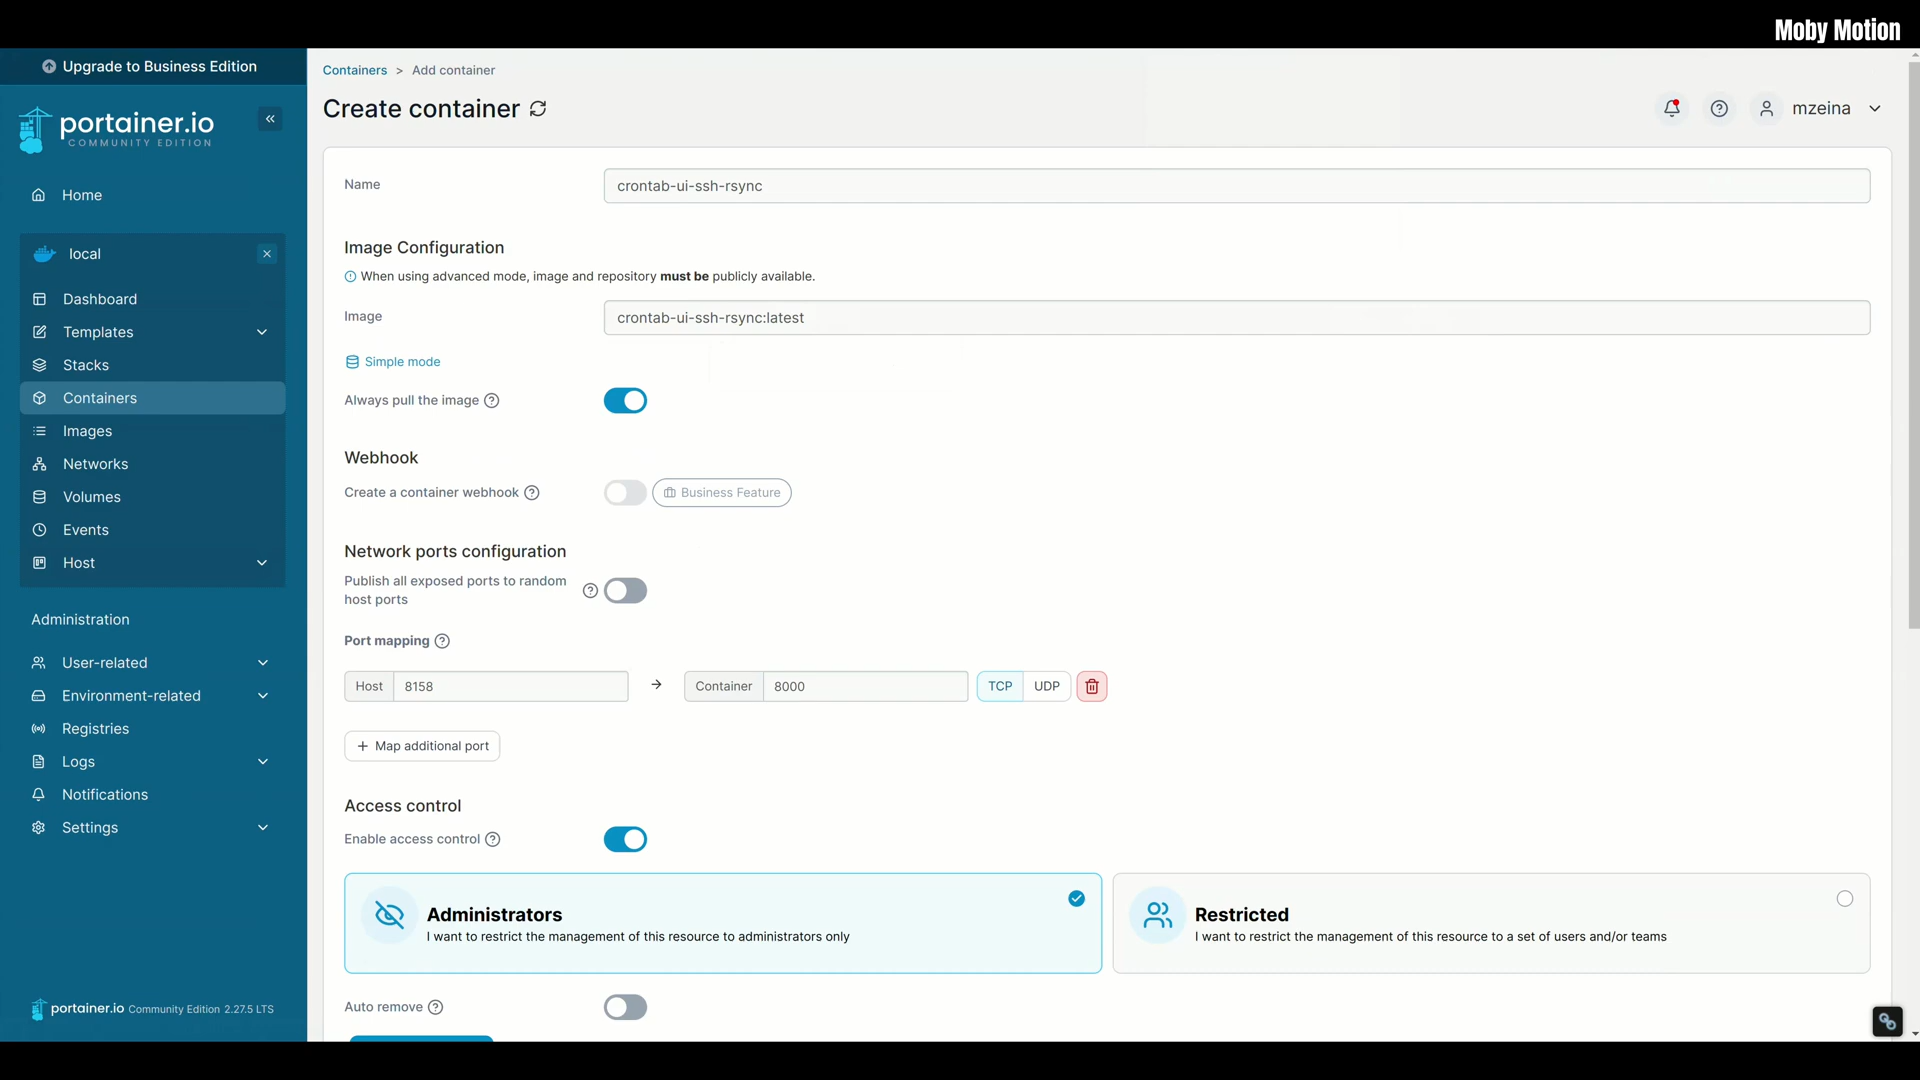 Moby Motion
Upgrade to Business Edition
portainer.io
COMMUNITY EDITION
Home
local
Dashboard
Templates
Stacks
Containers
Images
Networks
Volumes
Events
Host
Administration
User-related
Environment-related
Registries
Logs
Notifications
Settings
portainer.io Community Edition 2.27.5 LTS
Containers > Add container
Create container
mzeina
Name
crontab-ui-ssh-rsync
Image Configuration
When using advanced mode, image and repository must be publicly available.
Image
crontab-ui-ssh-rsync:latest
Simple mode
Always pull the image
Webhook
Create a container webhook
Business Feature
Network ports configuration
Publish all exposed ports to random
host ports
Port mapping
Host 8158 → Container 8000 TCP UDP
+ Map additional port
Access control
Enable access control
Administrators
I want to restrict the management of this resource to administrators only
Restricted
I want to restrict the management of this resource to a set of users and/or teams
Auto remove